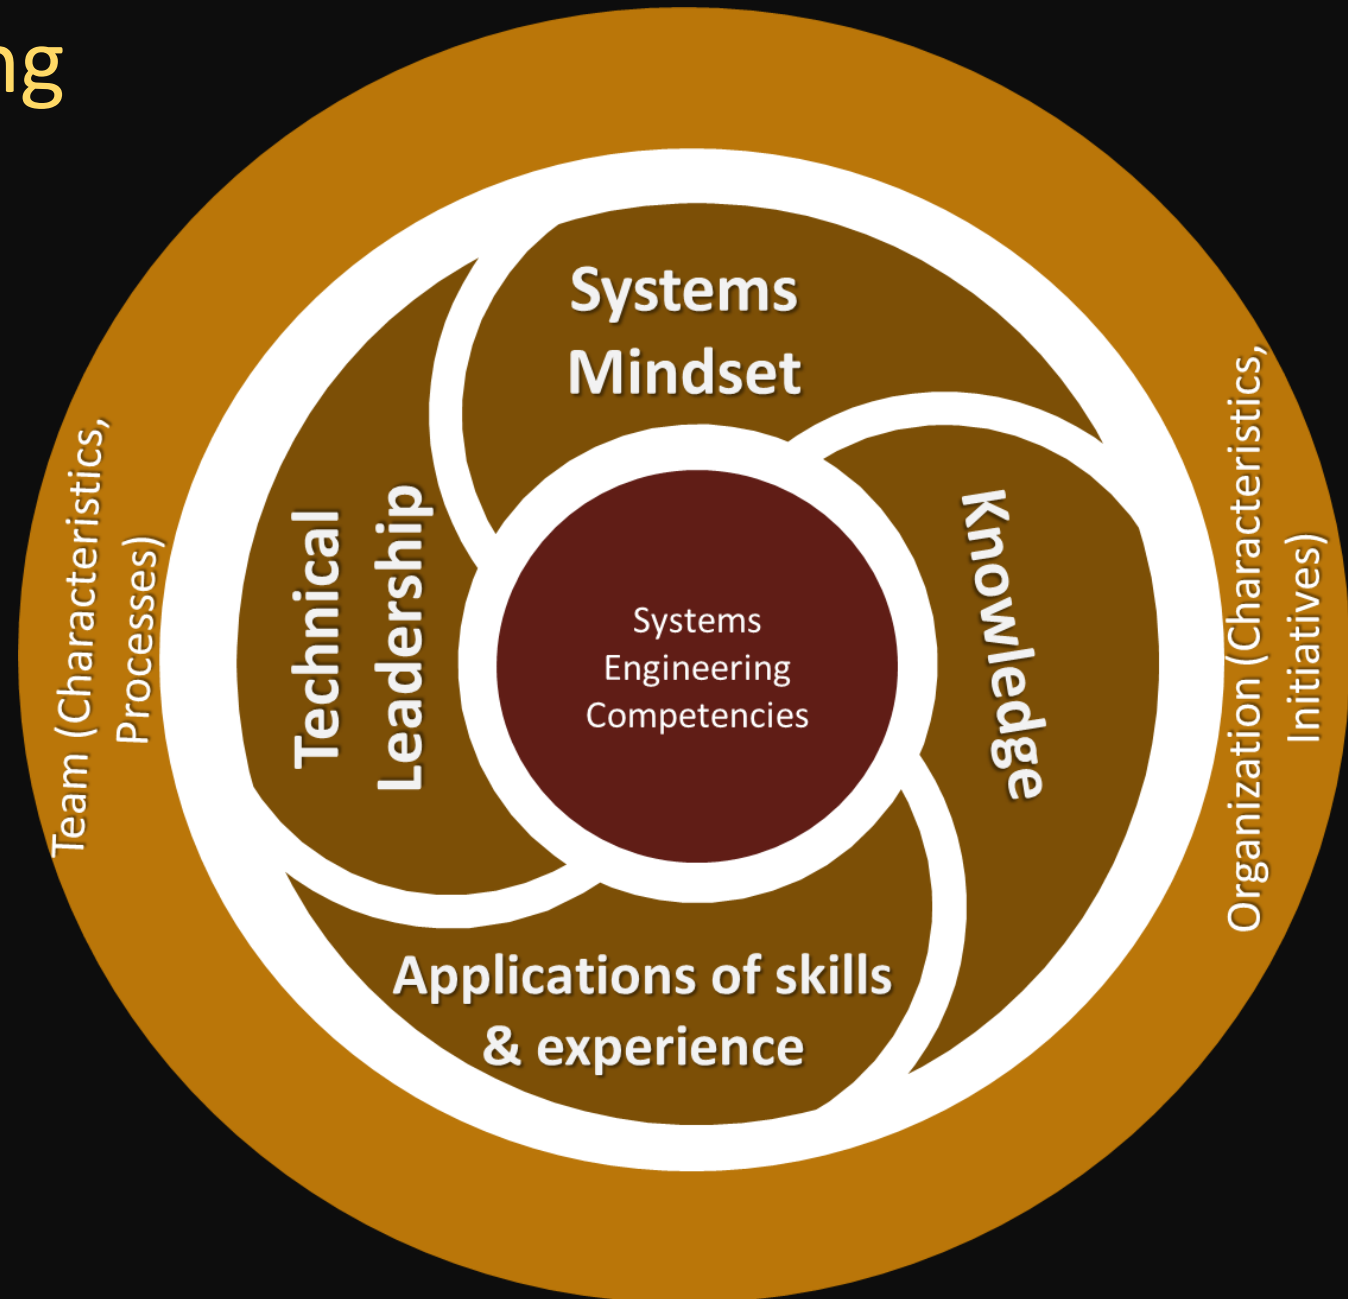 ng
Systems
Mindset
Technical
Leadership
Knowledge
Systems
Engineering
Competencies
Applications of skills
& experience
Team (Characteristics,
Processes)
Organization (Characteristics,
Initiatives)